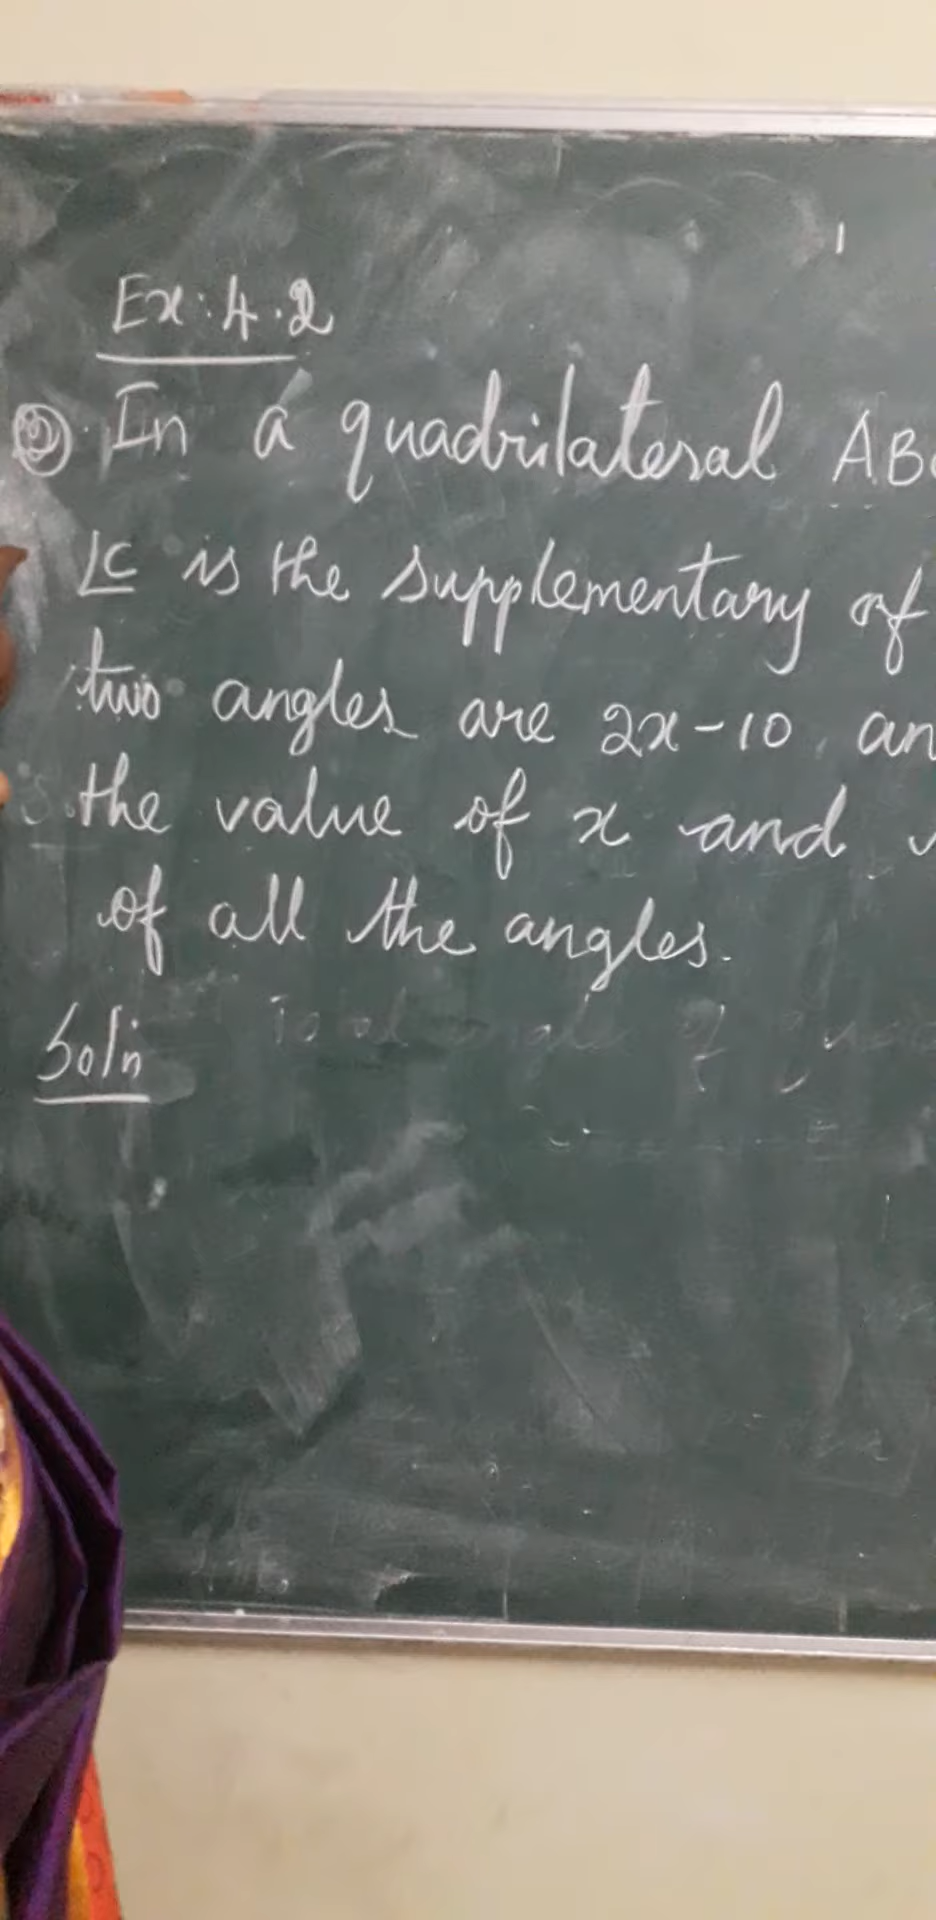 Ex: 4.2
② In a quadrilateral ABC
∠C is the supplementary of
two angles are 2x-10 an
the value of x and
of all the angles.
Soln